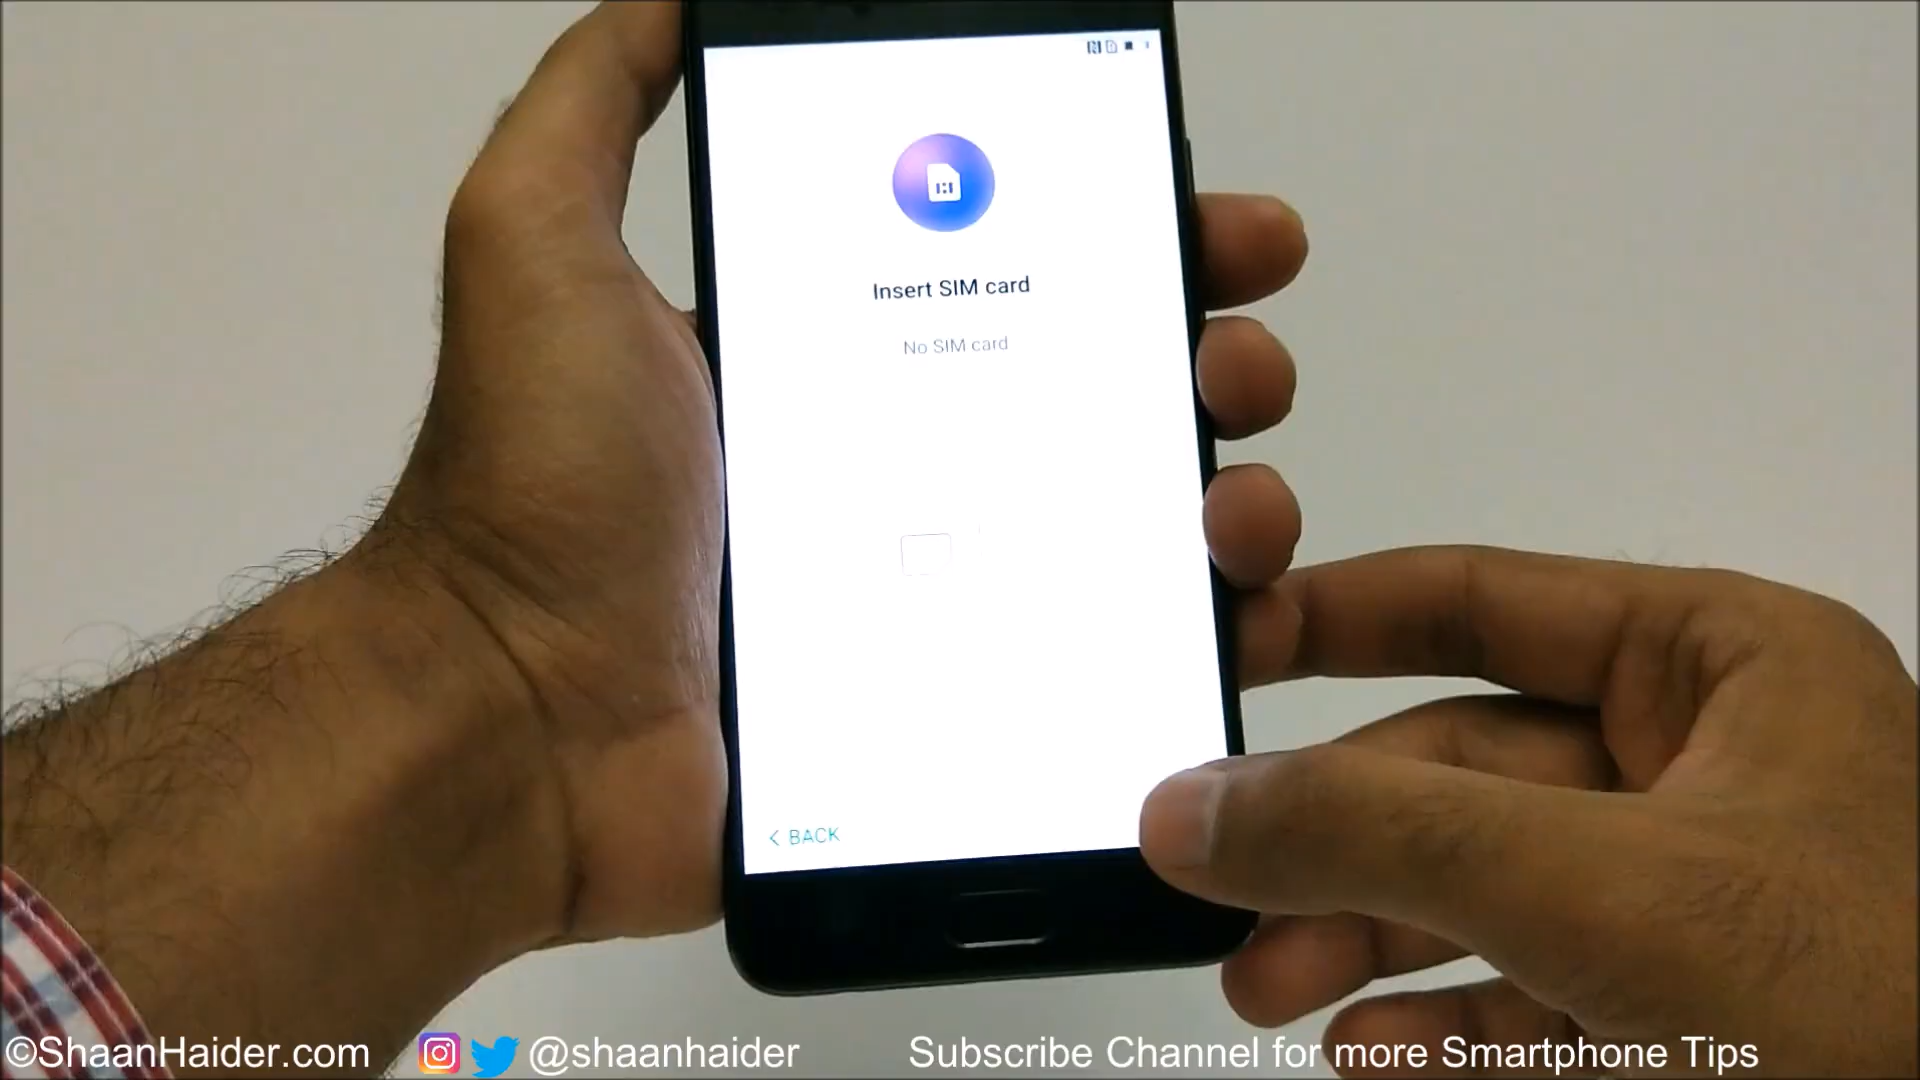 Insert SIM card
No SIM card
< BACK
©ShaanHaider.com @shaanhaider Subscribe Channel for more Smartphone Tips